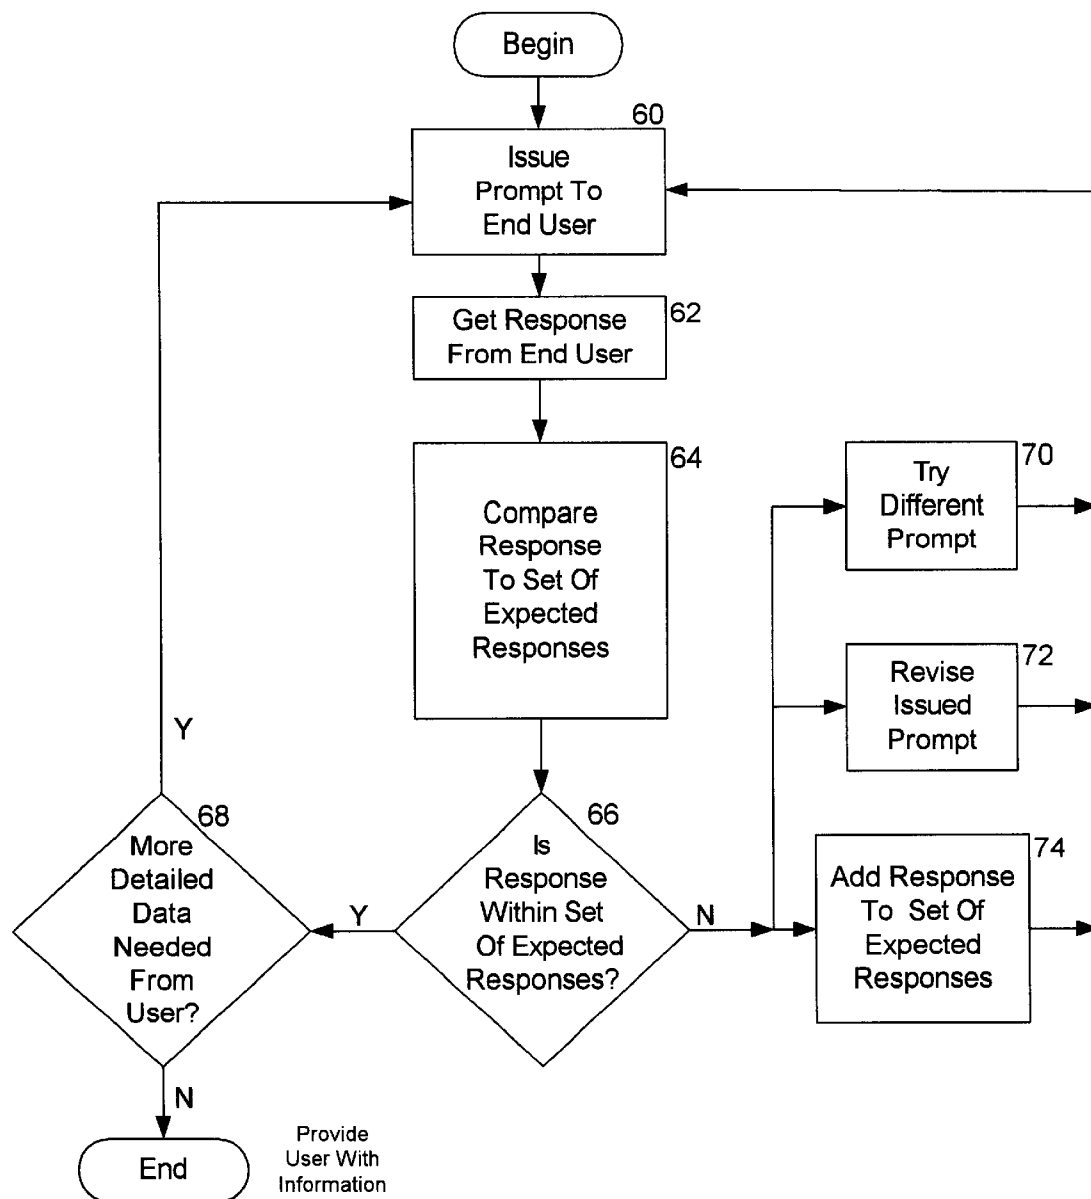 Begin
60
Issue
Prompt To
End User
62
Get Response
From End User
64
Compare
Response
To Set Of
Expected
Responses
70
Try
Different
Prompt
72
Revise
Issued
Prompt
Y
68
More
Detailed
Data
Needed
From
User?
Y
66
Is
Response
Within Set
Of Expected
Responses?
N
74
Add Response
To Set Of
Expected
Responses
N
End
Provide
User With
Information